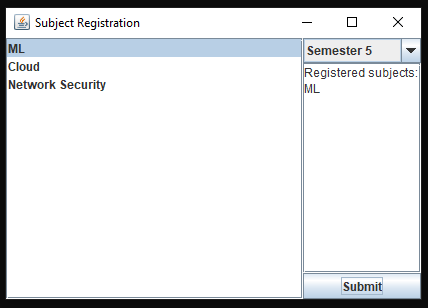 Subject Registration
ML
Cloud
Network Security
Semester 5
Registered subjects:
ML
Submit